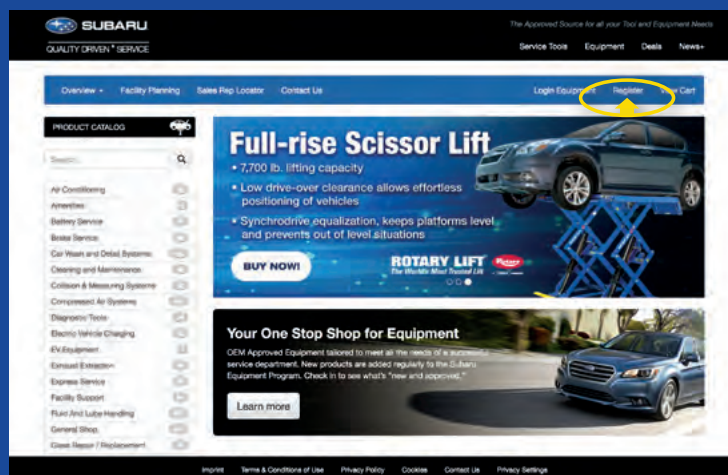 SUBARU
QUALITY DRIVEN® SERVICE
The Approved Source for all your Tool and Equipment Needs
Service Tools Equipment Deals News+
Overview Facility Planning Sales Rep Locator Contact Us Login Equipment Register View Cart
PRODUCT CATALOG
Search...
Air Conditioning
Amenities
Battery Service
Brake Service
Car Wash and Detail Systems
Cleaning and Maintenance
Collision & Measuring Systems
Compressed Air Systems
Diagnostic Tools
Electric Vehicle Charging
EV Equipment
Exhaust Extraction
Express Service
Facility Support
Fluid And Lube Handling
General Shop
Glass Repair / Replacement
Full-rise Scissor Lift
• 7,700 lb. lifting capacity
• Low drive-over clearance allows effortless
positioning of vehicles
• Synchrodrive equalization, keeps platforms level
and prevents out of level situations
BUY NOW!
ROTARY LIFT
The World's Most Trusted Lift
Rotary
Your One Stop Shop for Equipment
OEM Approved Equipment tailored to meet all the needs of a successful
service department. New products are added regularly to the Subaru
Equipment Program. Check in to see what's "new and approved."
Learn more
Imprint Terms & Conditions of Use Privacy Policy Cookies Contact Us Privacy Settings